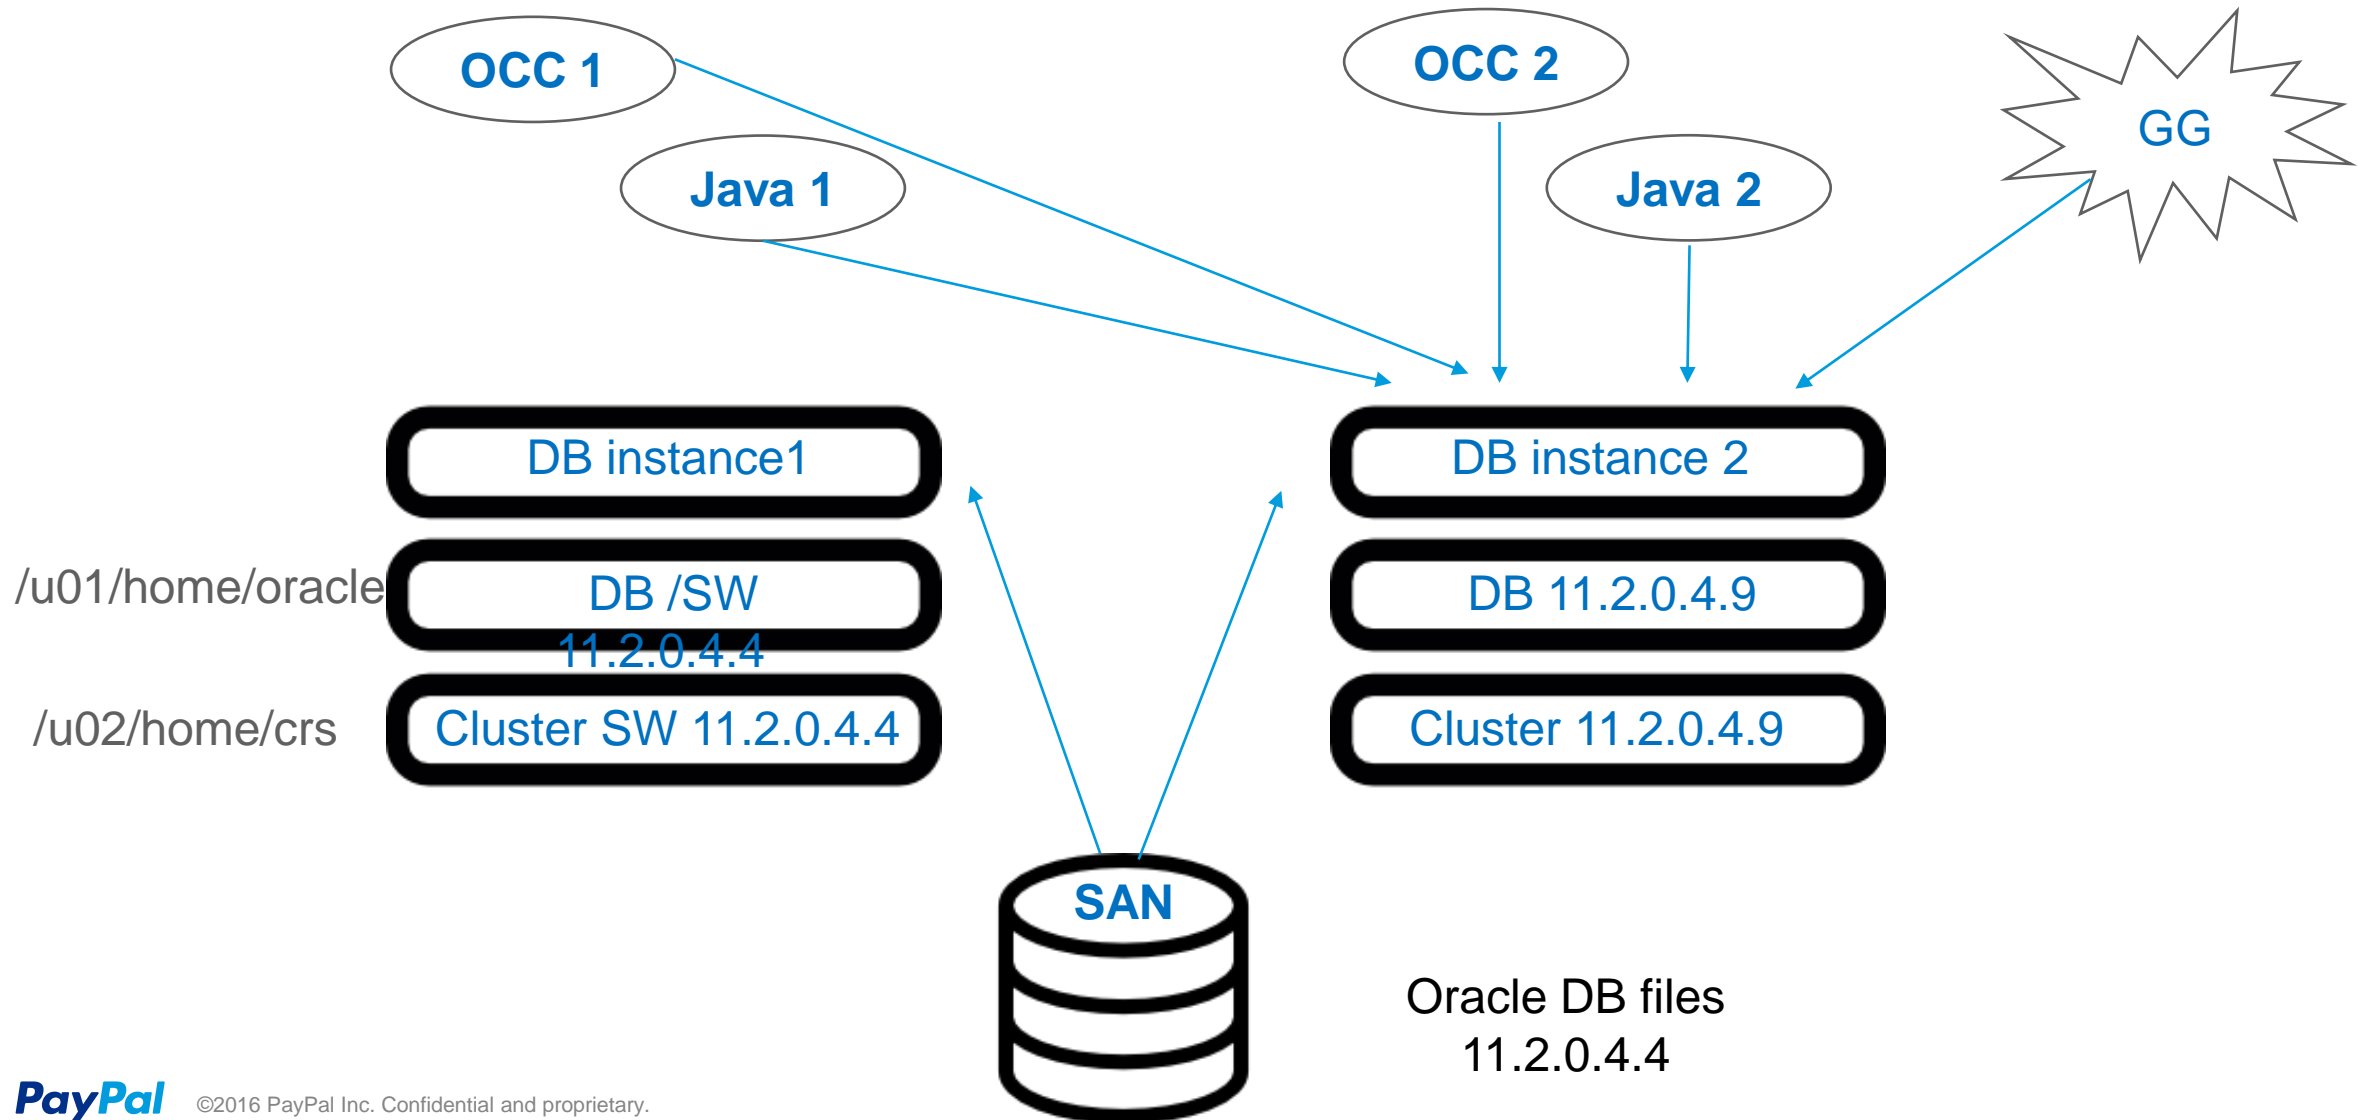 OCC 1
OCC 2
GG
Java 1
Java 2
DB instance1
DB instance 2
/u01/home/oracle
DB /SW
11.2.0.4.4
DB 11.2.0.4.9
/u02/home/crs
Cluster SW 11.2.0.4.4
Cluster 11.2.0.4.9
SAN
Oracle DB files
11.2.0.4.4
PayPal
©2016 PayPal Inc. Confidential and proprietary.